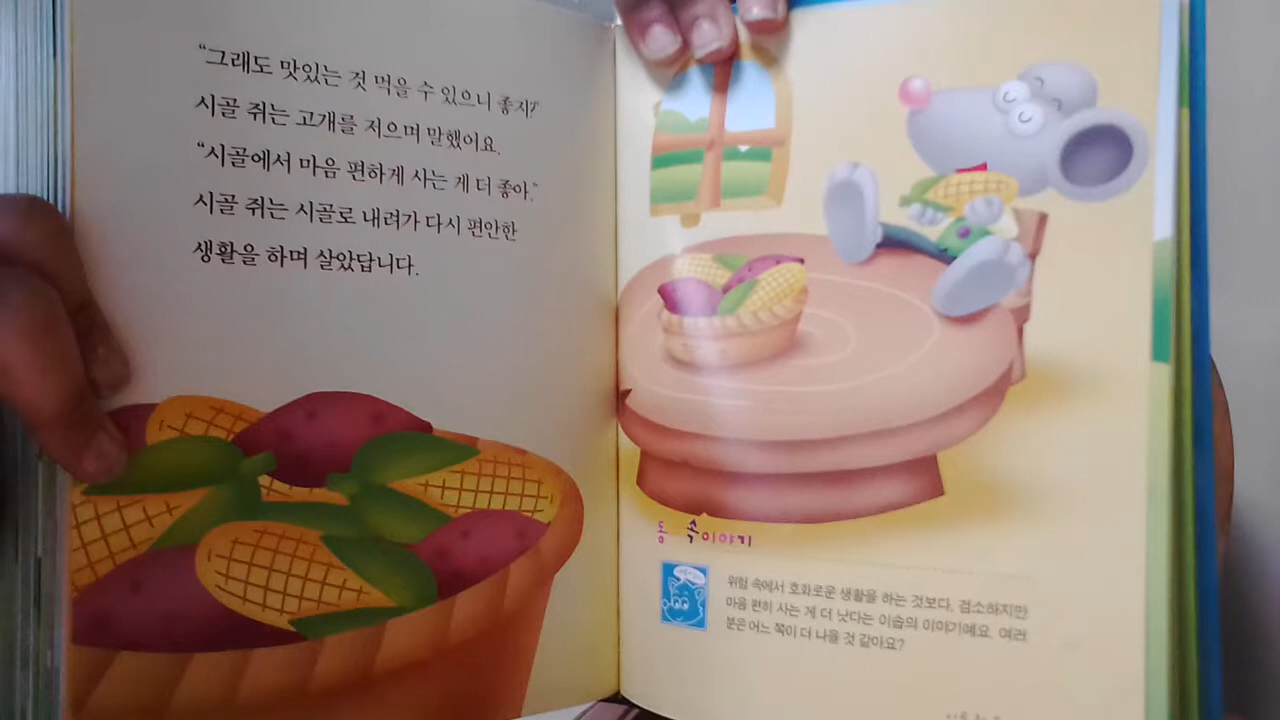 “그래도 맛있는 것 먹을 수 있으니 좋지?”
시골 쥐는 고개를 저으며 말했어요.
“시골에서 마음 편하게 사는 게 더 좋아.”
시골 쥐는 시골로 내려가 다시 편안한
생활을 하며 살았답니다.
동 속이야기
위험 속에서 호화로운 생활을 하는 것보다, 검소하지만
마음 편히 사는 게 더 낫다는 이솝의 이야기예요. 여러
분은 어느 쪽이 더 나을 것 같아요?